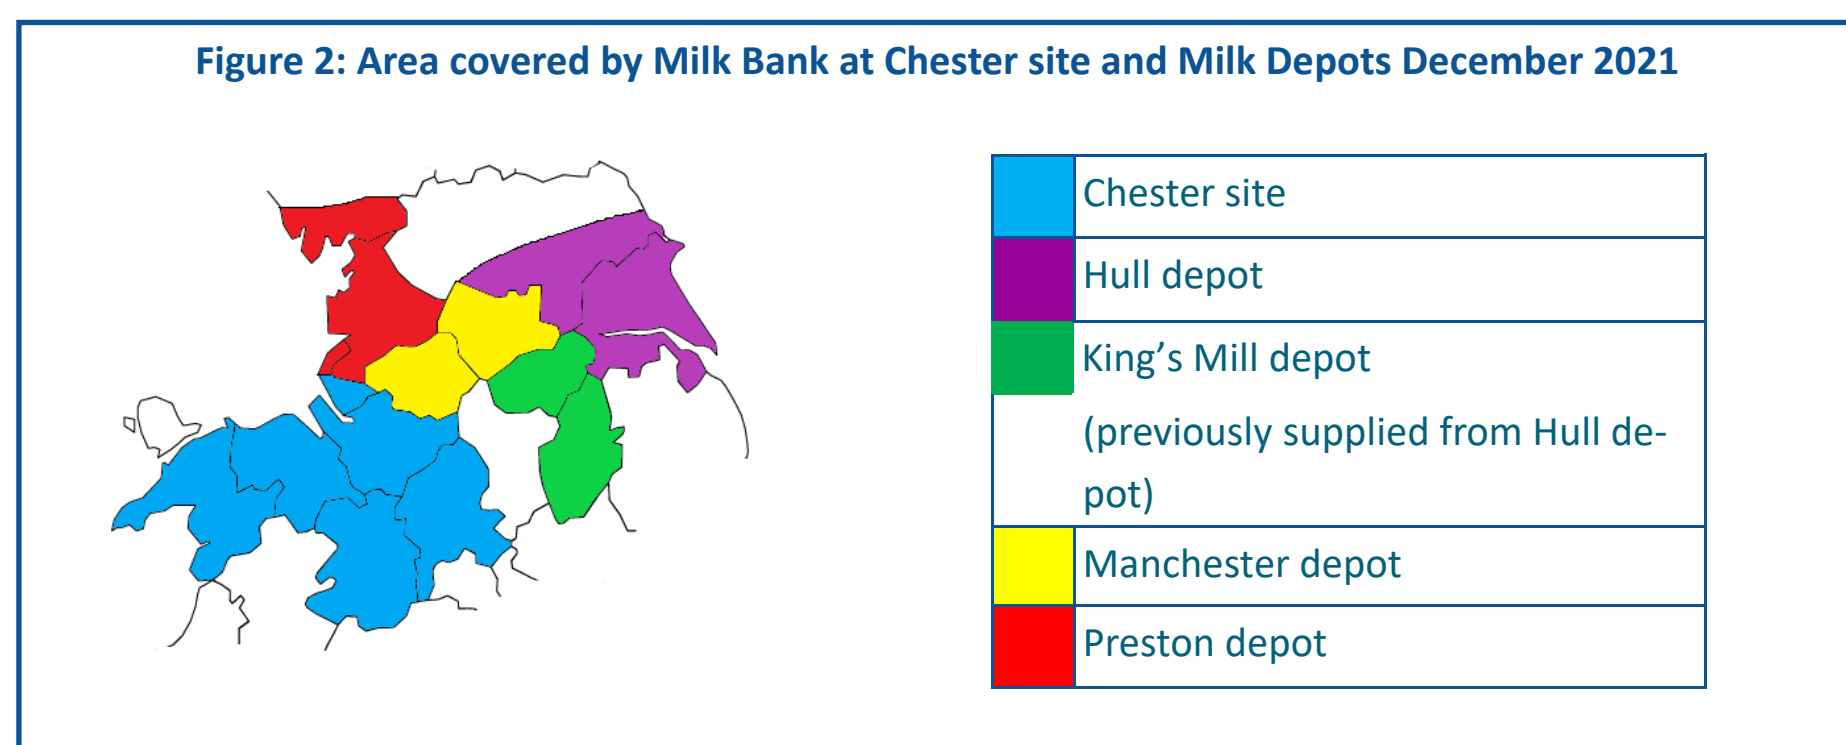 Figure 2: Area covered by Milk Bank at Chester site and Milk Depots December 2021
Chester site
Hull depot
King’s Mill depot
(previously supplied from Hull de-
pot)
Manchester depot
Preston depot